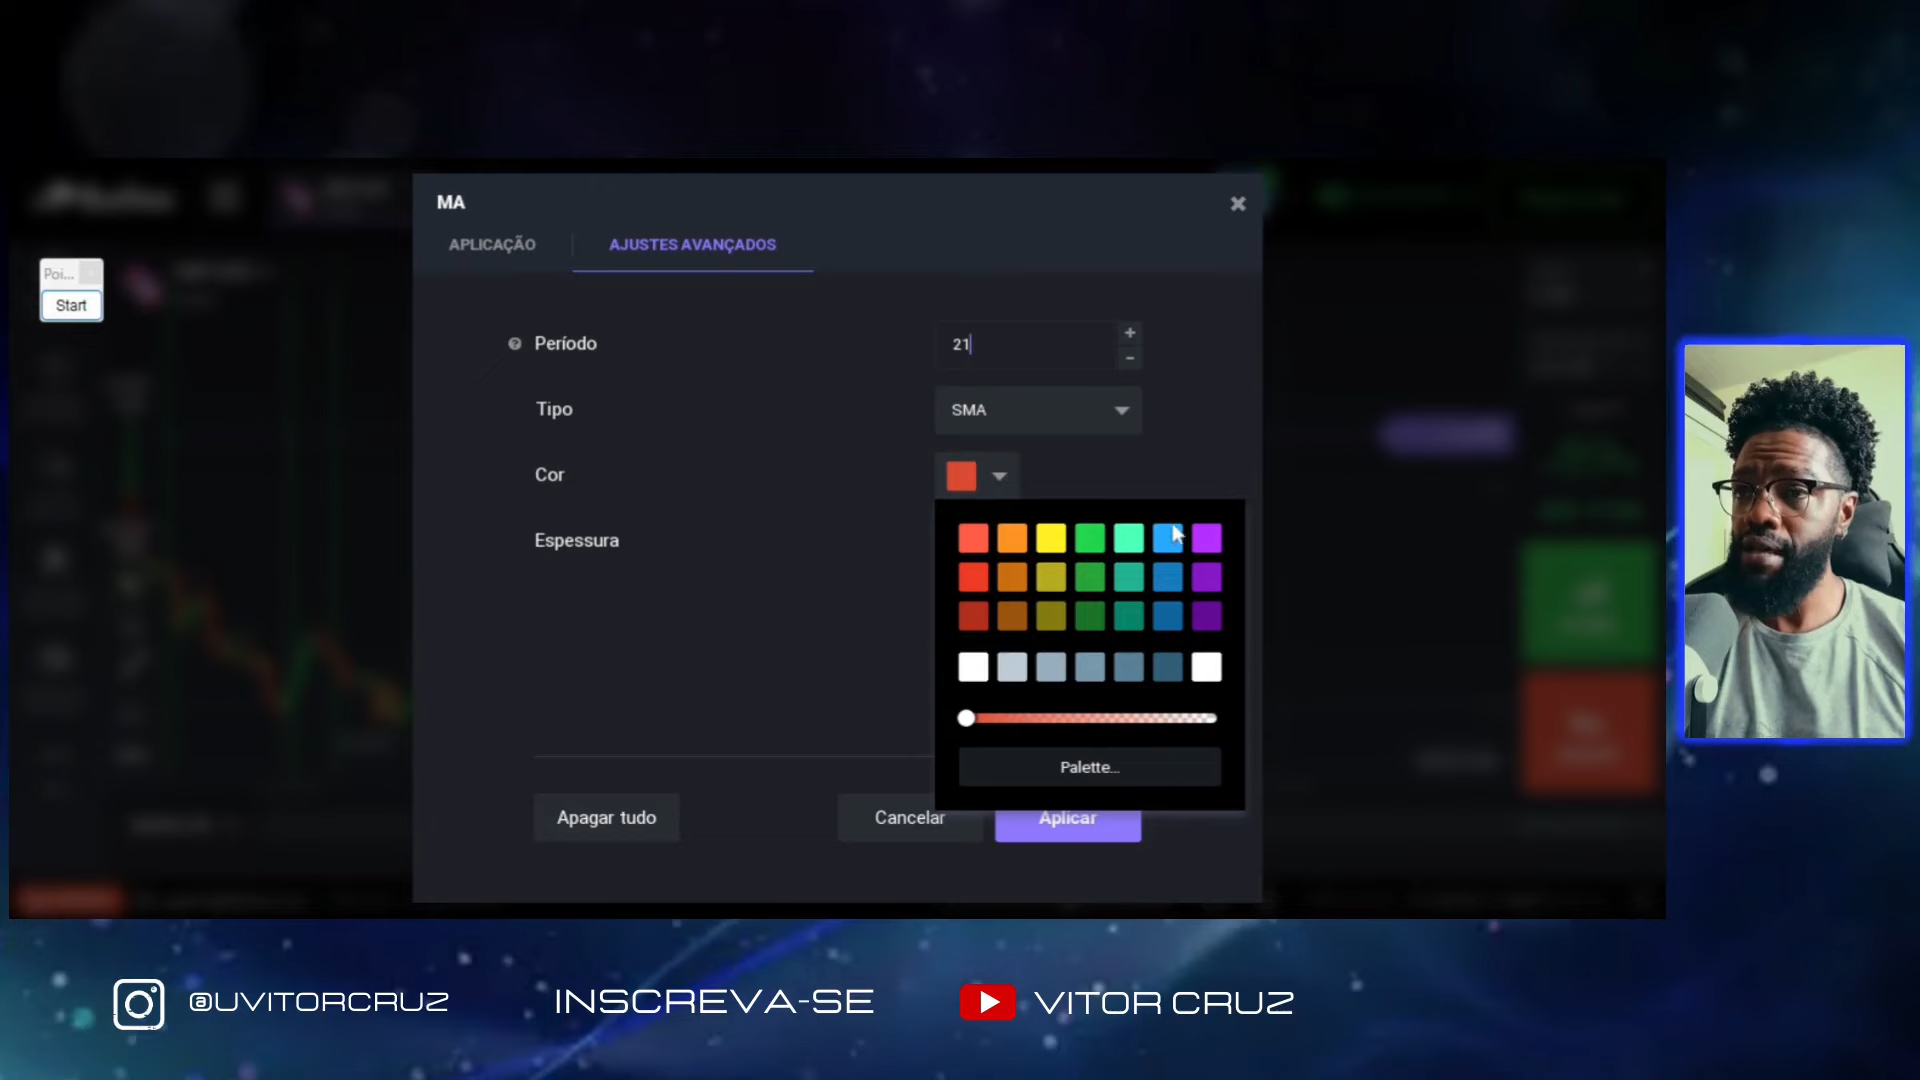 MA
APLICAÇÃO
AJUSTES AVANÇADOS
Poi...
Start
Período
21
+
-
Tipo
SMA
Cor
Espessura
Palette...
Apagar tudo
Cancelar
Aplicar
@UVITORCRUZ
INSCREVA-SE
VITOR CRUZ